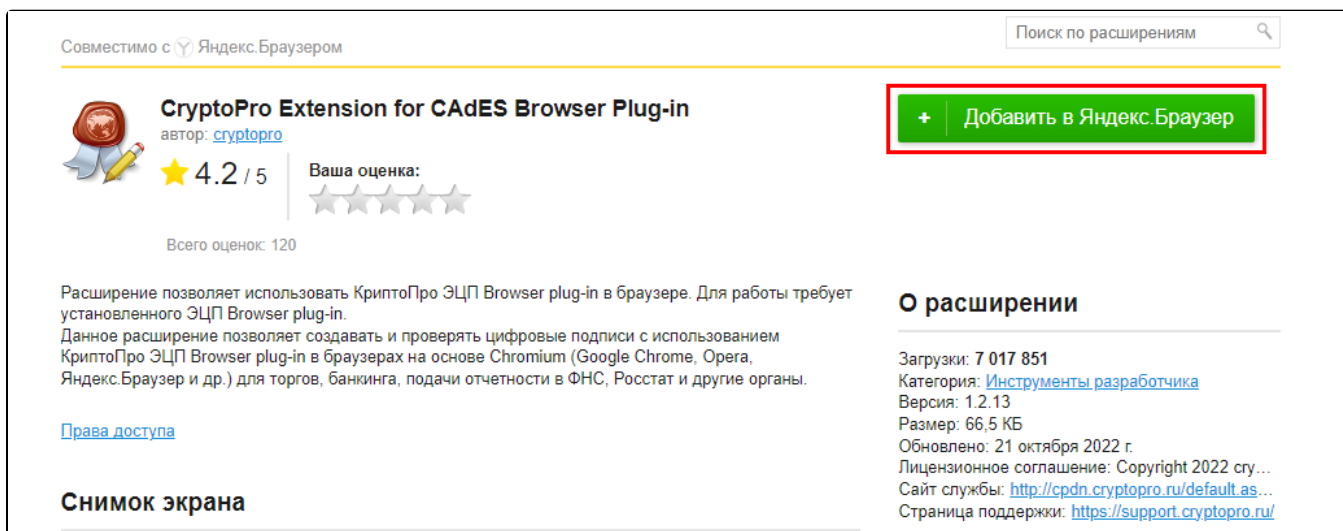 Совместимо с Яндекс.Браузером
Поиск по расширениям
CryptoPro Extension for CAdES Browser Plug-in
автор: cryptopro
4.2 / 5
Ваша оценка:
Всего оценок: 120
+ Добавить в Яндекс.Браузер
Расширение позволяет использовать КриптоПро ЭЦП Browser plug-in в браузере. Для работы требует
установленного ЭЦП Browser plug-in.
Данное расширение позволяет создавать и проверять цифровые подписи с использованием
КриптоПро ЭЦП Browser plug-in в браузерах на основе Chromium (Google Chrome, Opera,
Яндекс.Браузер и др.) для торгов, банкинга, подачи отчетности в ФНС, Росстат и другие органы.
Права доступа
Снимок экрана
О расширении
Загрузки: 7 017 851
Категория: Инструменты разработчика
Версия: 1.2.13
Размер: 66,5 КБ
Обновлено: 21 октября 2022 г.
Лицензионное соглашение: Copyright 2022 cry…
Сайт службы: http://cpdn.cryptopro.ru/default.as…
Страница поддержки: https://support.cryptopro.ru/